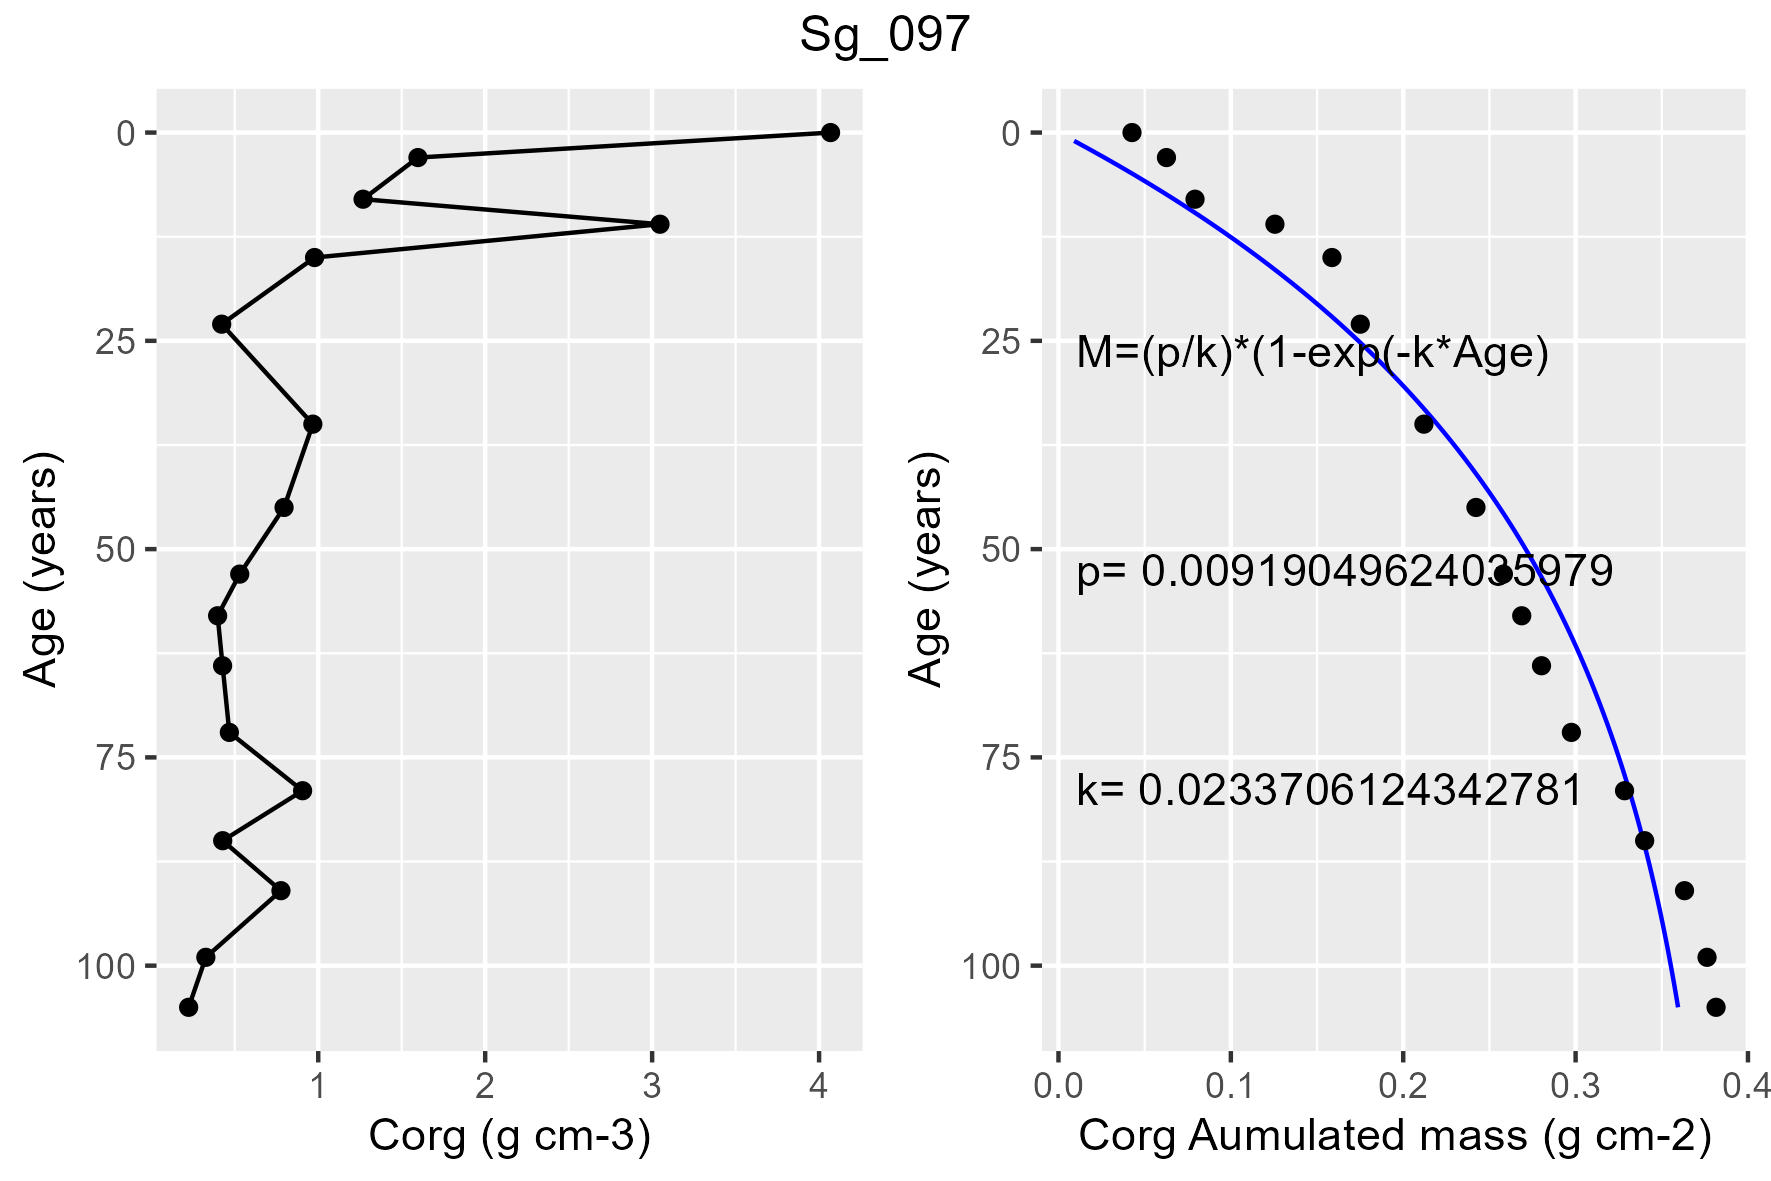 Sg_097
Age (years)
0
25
50
75
100
1 2 3 4
Corg (g cm-3)
Age (years)
0
25
50
75
100
M=(p/k)*(1-exp(-k*Age)
p= 0.00919049624035979
k= 0.0233706124342781
0.0 0.1 0.2 0.3 0.4
Corg Aumulated mass (g cm-2)